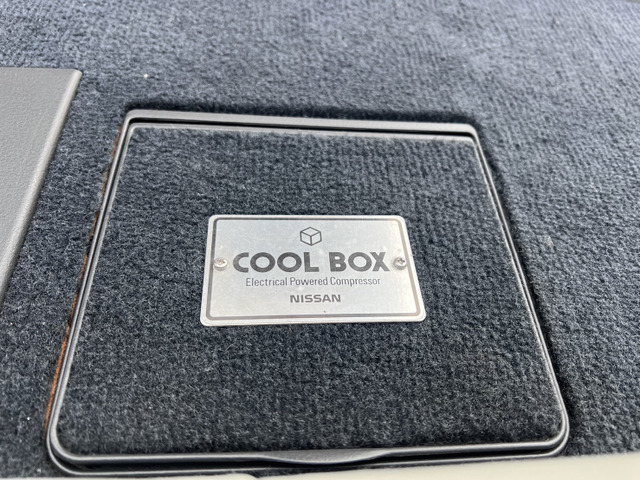 COOL BOX
Electrical Powered Compressor
NISSAN